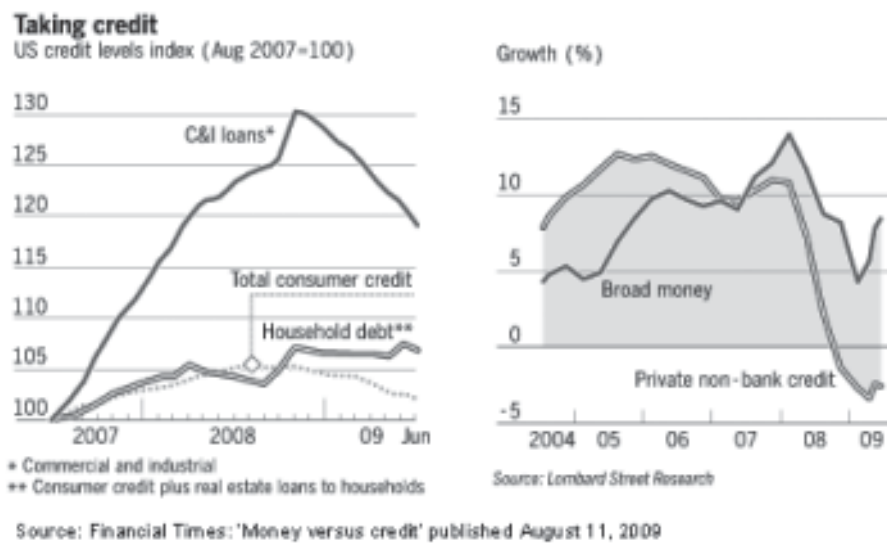 Taking credit
US credit levels index (Aug 2007=100)
130
C&I loans*
125
120
115
Total consumer credit
110
Household debt**
105
100
2007 2008 09 Jun
* Commercial and industrial
** Consumer credit plus real estate loans to households
Growth (%)
15
10
5
Broad money
0
Private non-bank credit
-5
2004 05 06 07 08 09
Source: Lombard Street Research
Source: Financial Times: 'Money versus credit' published August 11, 2009